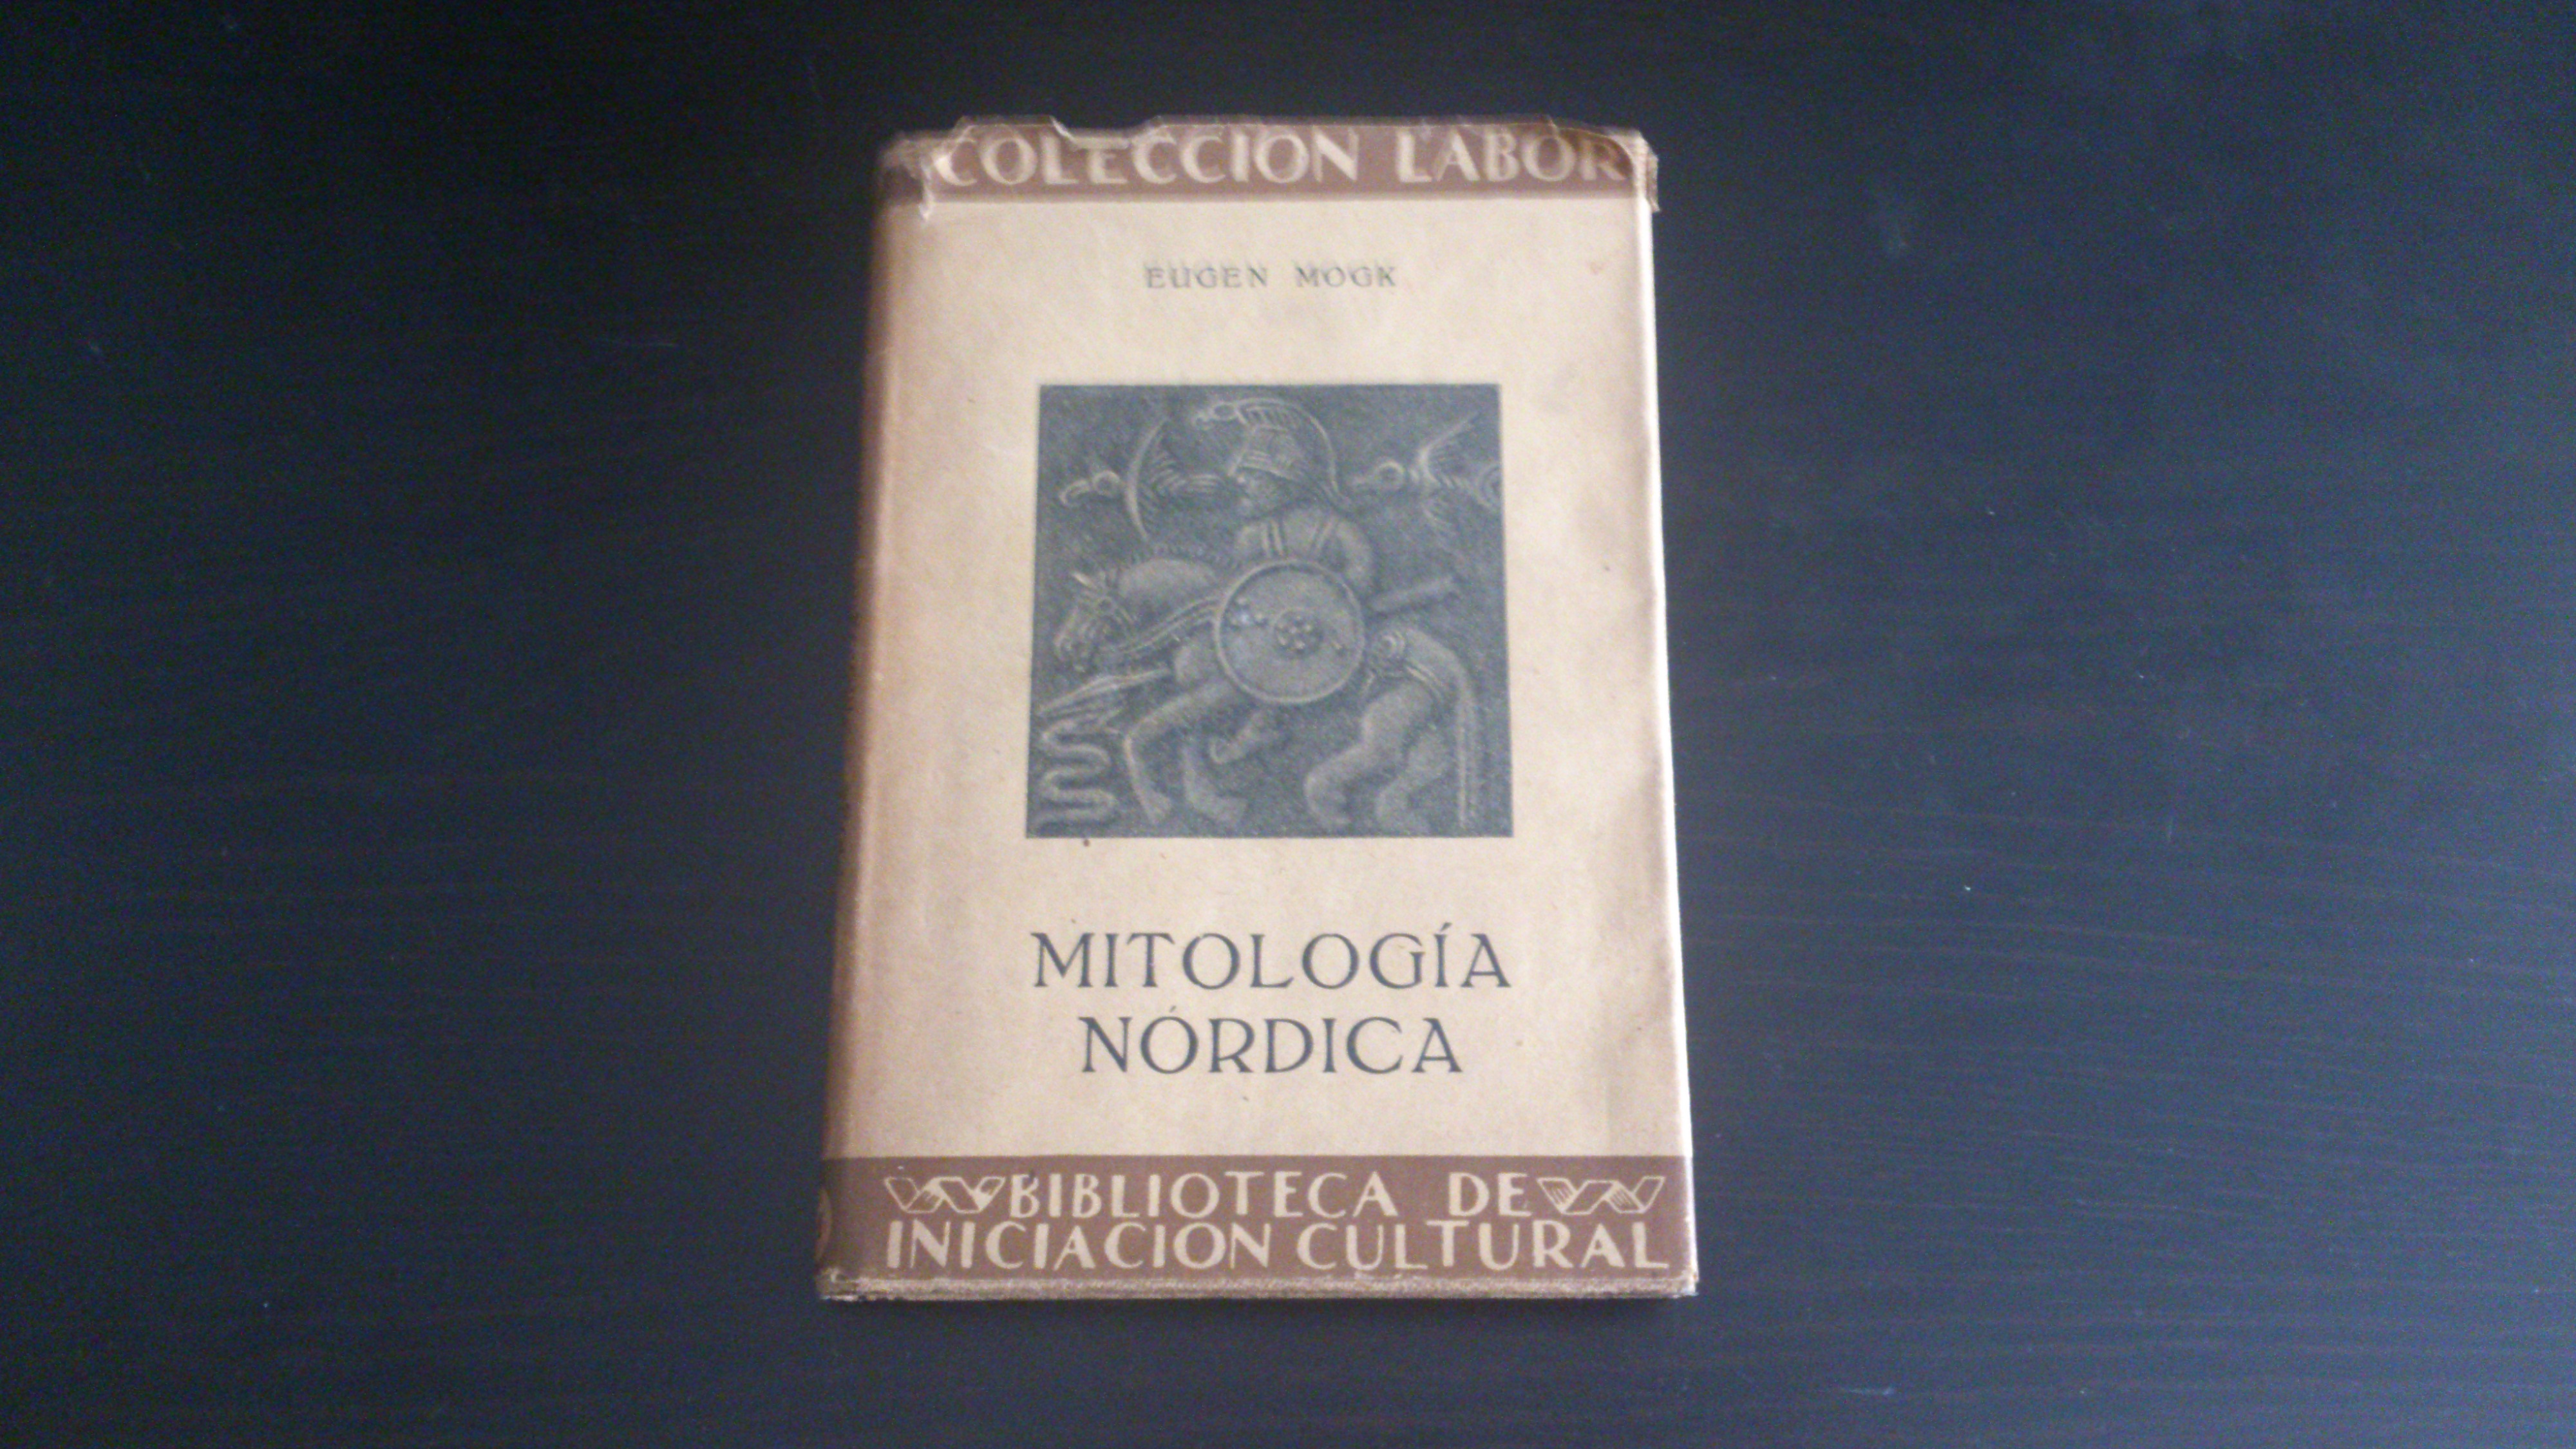 COLECCION LABOR
EUGEN MOGK
MITOLOGÍA
NÓRDICA
BIBLIOTECA DE
INICIACION CULTURAL